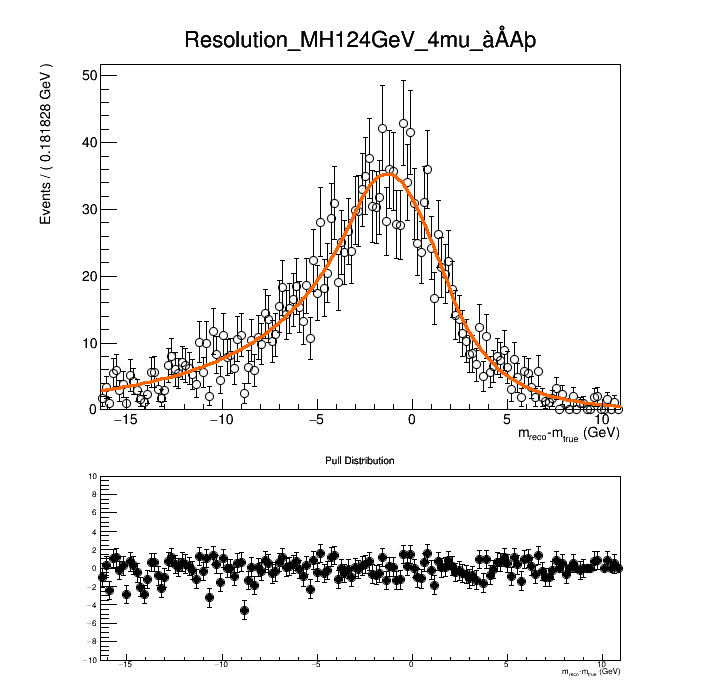 Resolution_MH124GeV_4mu_àÅAþ
Events / ( 0.181828 GeV )
50
40
30
20
10
0
−15 −10 −5 0 5 10
m_reco-m_true (GeV)
Pull Distribution
10
8
6
4
2
0
−2
−4
−6
−8
−10
−15 −10 −5 0 5 10
m_reco-m_true (GeV)